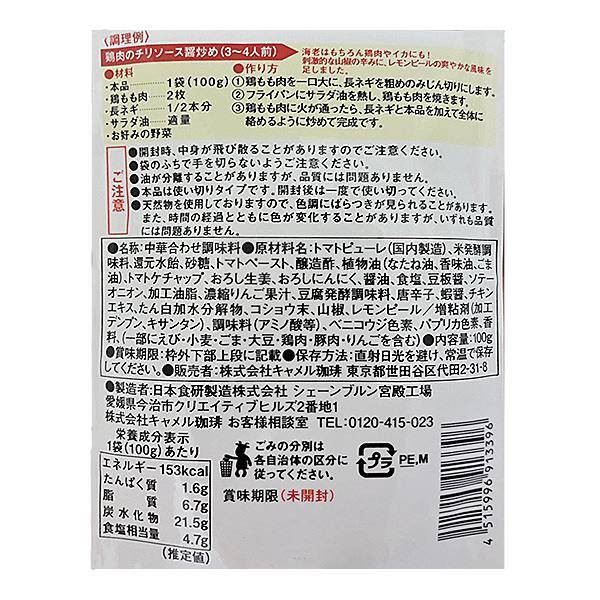 〈調理例〉
鶏肉のチリソース醤炒め(3〜4人前)
海老はもちろん鶏肉やイカにも!
刺激的な山椒の辛みに、レモンピールの爽やかな風味を
足しました。
●材料
・本品 1袋(100g)
・鶏もも肉 2枚
・長ネギ 1/2本分
・サラダ油 適量
・お好みの野菜
●作り方
①鶏もも肉を一口大に、長ネギを粗めのみじん切りにします。
②フライパンにサラダ油を熱し、鶏もも肉を焼きます。
③鶏もも肉に火が通ったら、長ネギと本品を加えて全体に
絡めるように炒めて完成です。
ご注意
●開封時、中身が飛び散ることがありますのでご注意ください。
●袋のふちで手を切らないようご注意ください。
●油が分離することがありますが、品質には問題ありません。
●本品は使い切りタイプです。開封後は一度で使い切ってください。
●天然物を使用しておりますので、色調にばらつきが見られることがあります。
また、時間の経過とともに色が変化することがありますが、いずれも品質
には問題ありません。
●名称:中華合わせ調味料●原材料名:トマトピューレ(国内製造)、米発酵調
味料、還元水飴、砂糖、トマトペースト、醸造酢、植物油(なたね油、香味油、ごま
油)、トマトケチャップ、おろし生姜、おろしにんにく、醤油、食塩、豆板醤、ソテー
オニオン、加工油脂、濃縮りんご果汁、豆腐発酵調味料、唐辛子、蝦醤、チキン
エキス、たん白加水分解物、コショウ末、山椒、レモンピール/増粘剤(加工
デンプン、キサンタン)、調味料(アミノ酸等)、ベニコウジ色素、パプリカ色素、香
料、(一部にえび・小麦・ごま・大豆・鶏肉・豚肉・りんごを含む)●内容量:100g
●賞味期限:枠外下部上段に記載●保存方法:直射日光を避け、常温で保存
してください。●販売者:株式会社キャメル珈琲 東京都世田谷区代田2-31-8
●製造者:日本食研製造株式会社 シェーンブルン宮殿工場
愛媛県今治市クリエイティブヒルズ2番地1
株式会社キャメル珈琲 お客様相談室 TEL:0120-415-023
栄養成分表示
1袋(100g)あたり
エネルギー 153kcal
たんぱく質 1.6g
脂質 6.7g
炭水化物 21.5g
食塩相当量 4.7g
(推定値)
ごみの分別は
各自治体の区分に
従ってください。
プラ
PE,M
賞味期限(未開封)
4 515996 913396